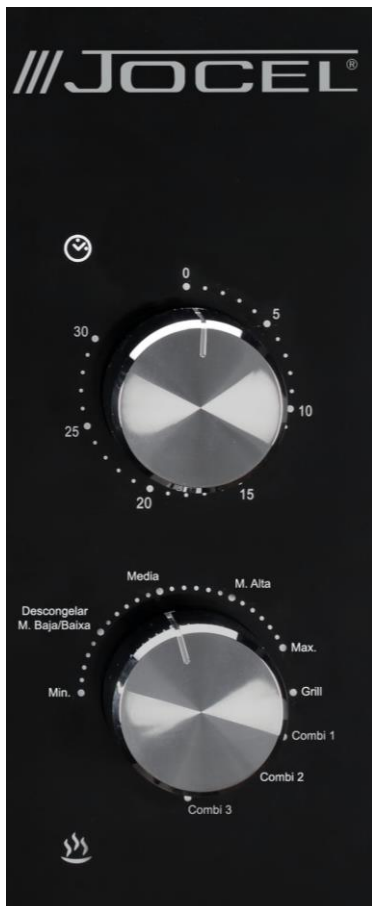 JOCEL®
0
5
10
15
20
25
30
Media
M. Alta
Descongelar
M. Baja/Baixa
Max.
Min.
Grill
Combi 1
Combi 2
Combi 3